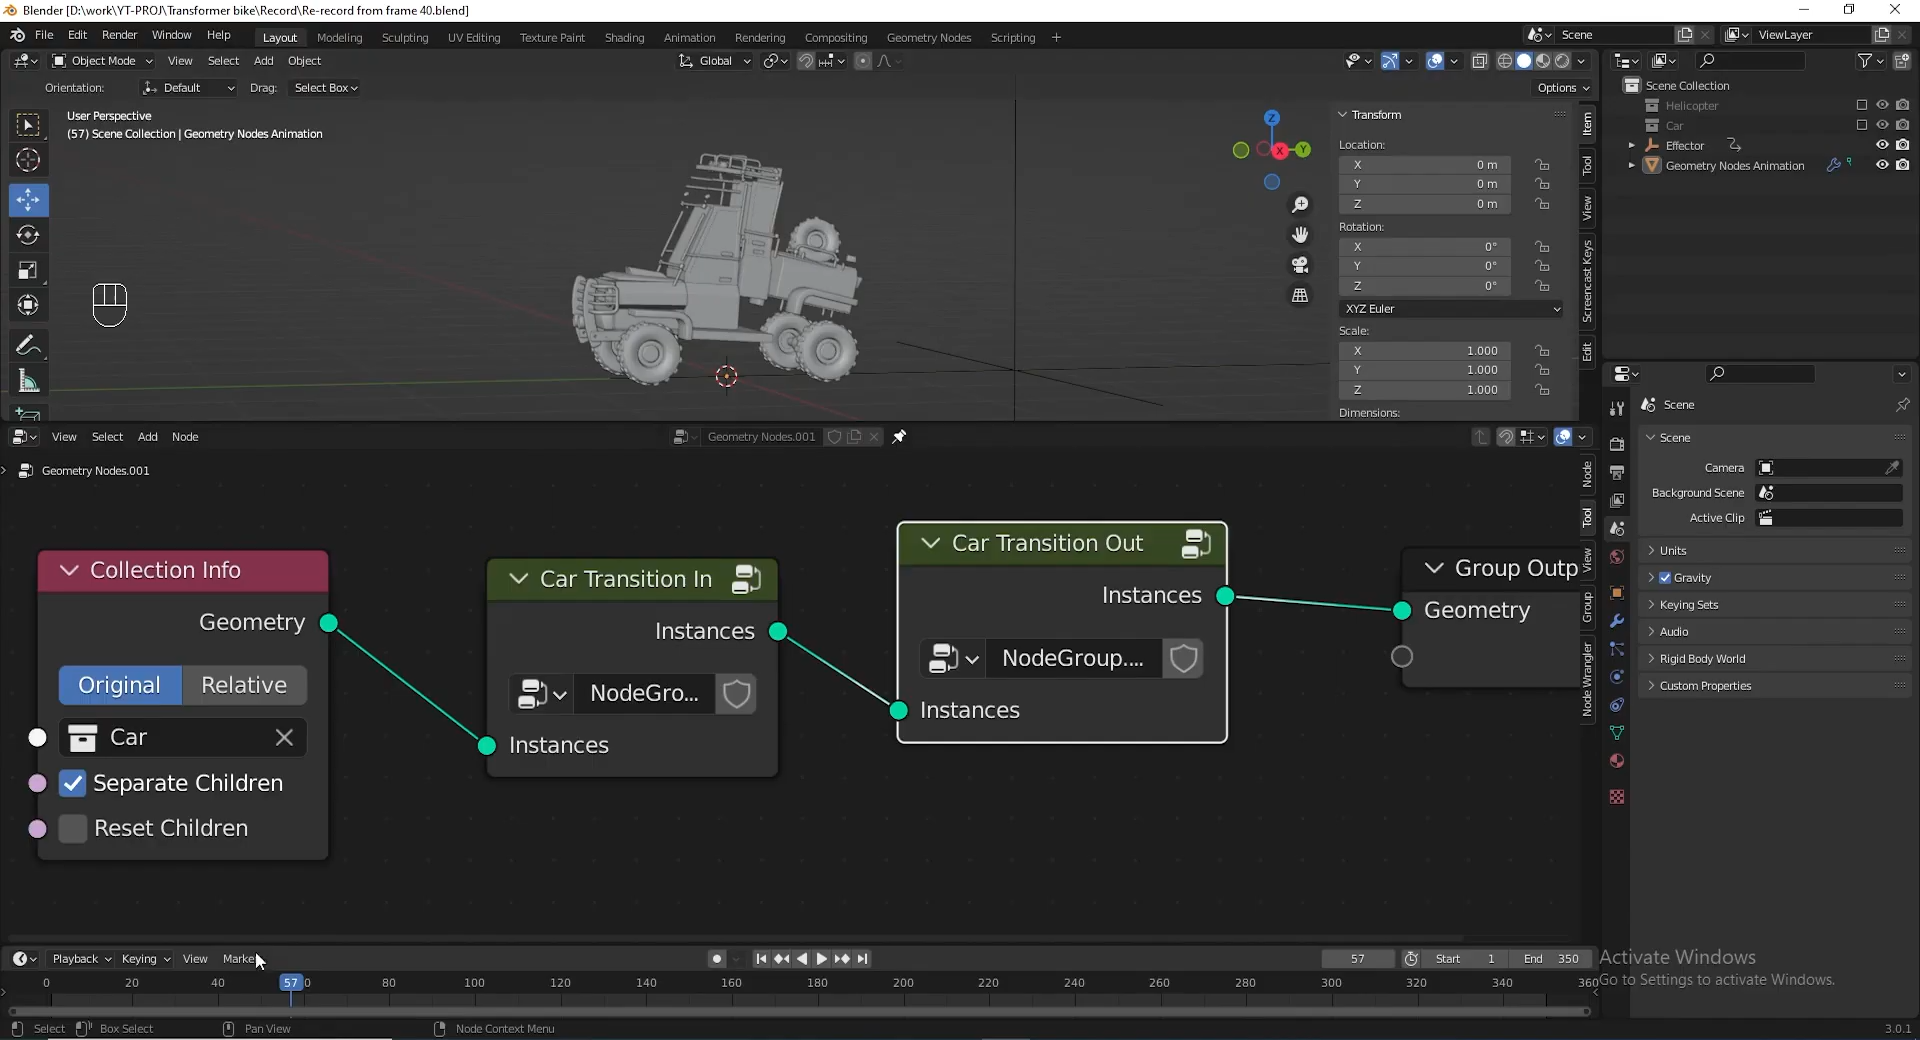 Blender [D:\work\YT-PROJ\Transformer bike\Record\Re-record from frame 40.blend]
File Edit Render Window Help Layout Modeling Sculpting UV Editing Texture Paint Shading Animation Rendering Compositing Geometry Nodes Scripting + Scene ViewLayer
Object Mode View Select Add Object Global
Orientation: Default Drag: Select Box Options
User Perspective
(57) Scene Collection | Geometry Nodes Animation
Z
X
Y
Transform
Location:
X 0 m
Y 0 m
Z 0 m
Rotation:
X 0°
Y 0°
Z 0°
XYZ Euler
Scale:
X 1.000
Y 1.000
Z 1.000
Dimensions:
Item
Tool
View
Screencast Keys
Edit
Scene Collection
Helicopter
Car
Effector
Geometry Nodes Animation
Scene
Scene
Camera
Background Scene
Active Clip
Units
Gravity
Keying Sets
Audio
Rigid Body World
Custom Properties
View Select Add Node Geometry Nodes.001
Geometry Nodes.001
Node
Tool
View
Group
Node Wrangler
Collection Info
Geometry
Original Relative
Car
Separate Children
Reset Children
Car Transition In
Instances
NodeGro...
Instances
Car Transition Out
Instances
NodeGroup....
Instances
Group Outp
Geometry
Playback Keying View Marke 57 Start 1 End 350
0 20 40 57 0 80 100 120 140 160 180 200 220 240 260 280 300 320 340 360
Activate Windows
Go to Settings to activate Windows.
Select Box Select Pan View Node Context Menu 3.0.1